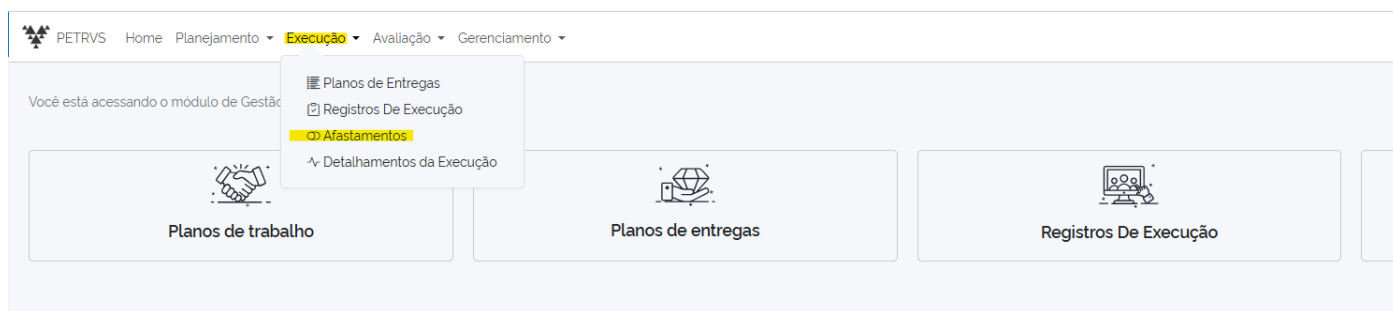 PETRVS Home Planejamento Execução Avaliação Gerenciamento
Planos de Entregas
Você está acessando o módulo de Gestão
Registros De Execução
Afastamentos
Detalhamentos da Execução
Planos de trabalho
Planos de entregas
Registros De Execução